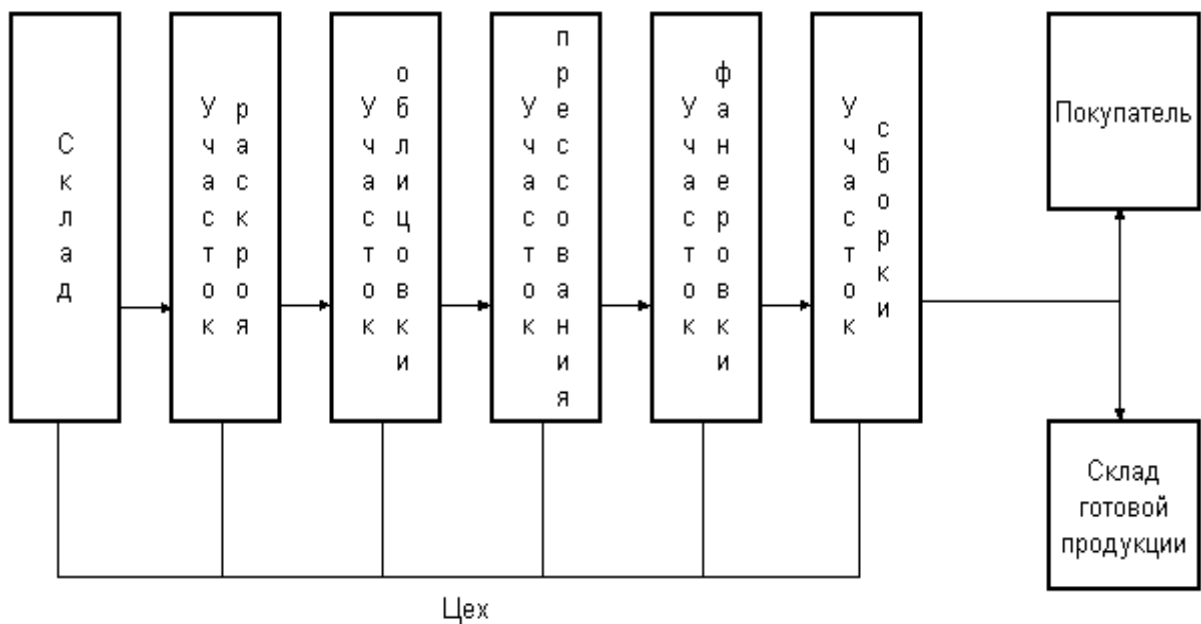 Склад
Участок
раскроя
Участок
облицовки
Участок
прессования
Участок
фанеровки
Участок
сборки
Покупатель
Склад
готовой
продукции
Цех